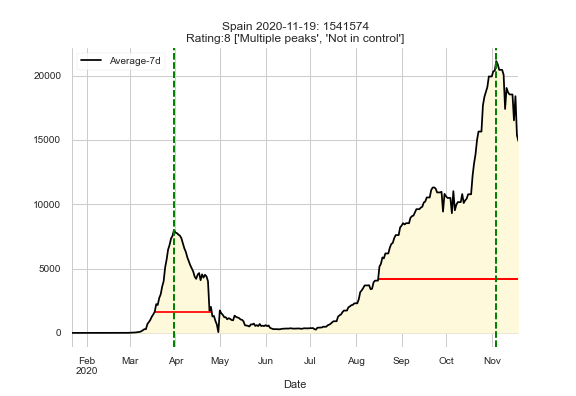 Spain 2020-11-19: 1541574
Rating:8 ['Multiple peaks', 'Not in control']
Average-7d
20000
15000
10000
5000
0
Feb Mar Apr May Jun Jul Aug Sep Oct Nov
2020
Date